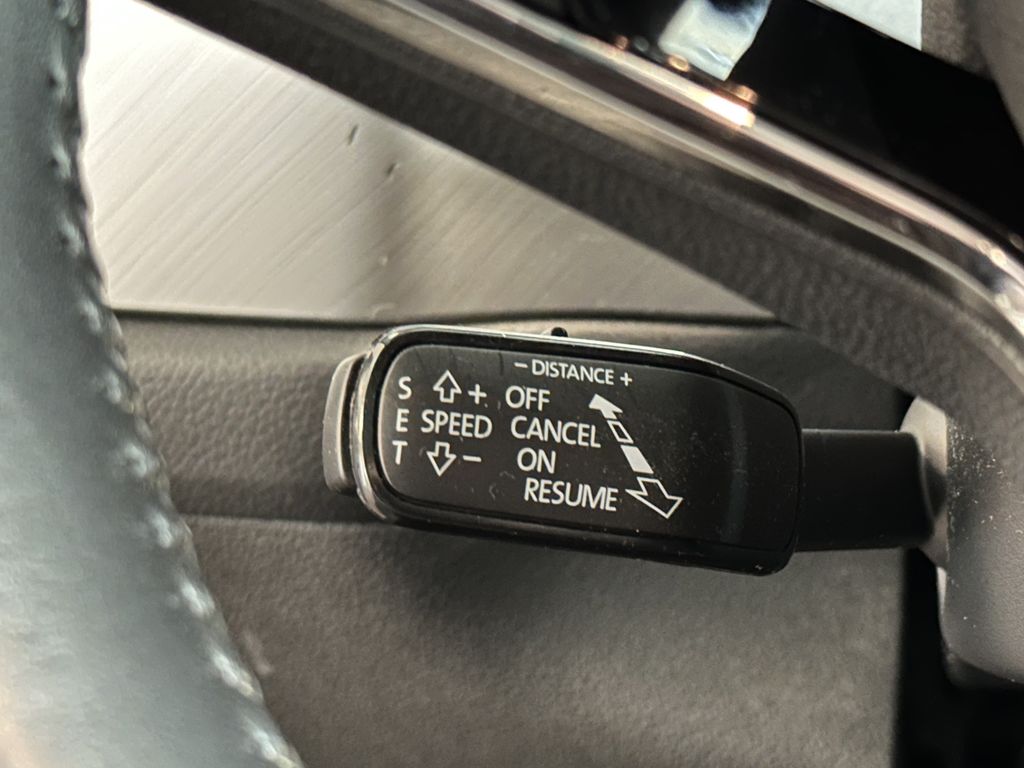 - DISTANCE +
S + OFF
E SPEED CANCEL
T - ON
RESUME